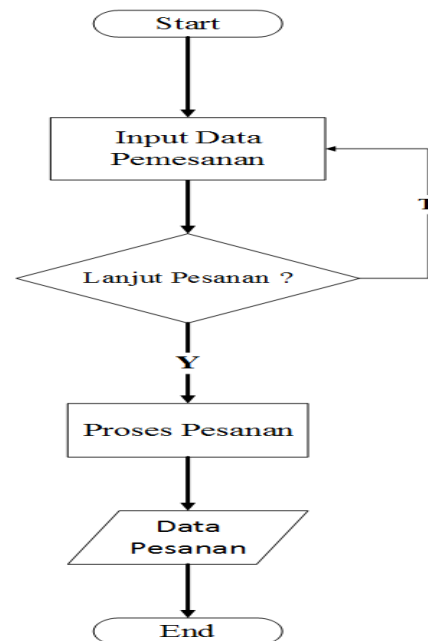 Start
Input Data
Pemesanan
T
Lanjut Pesanan ?
Y
Proses Pesanan
Data
Pesanan
End